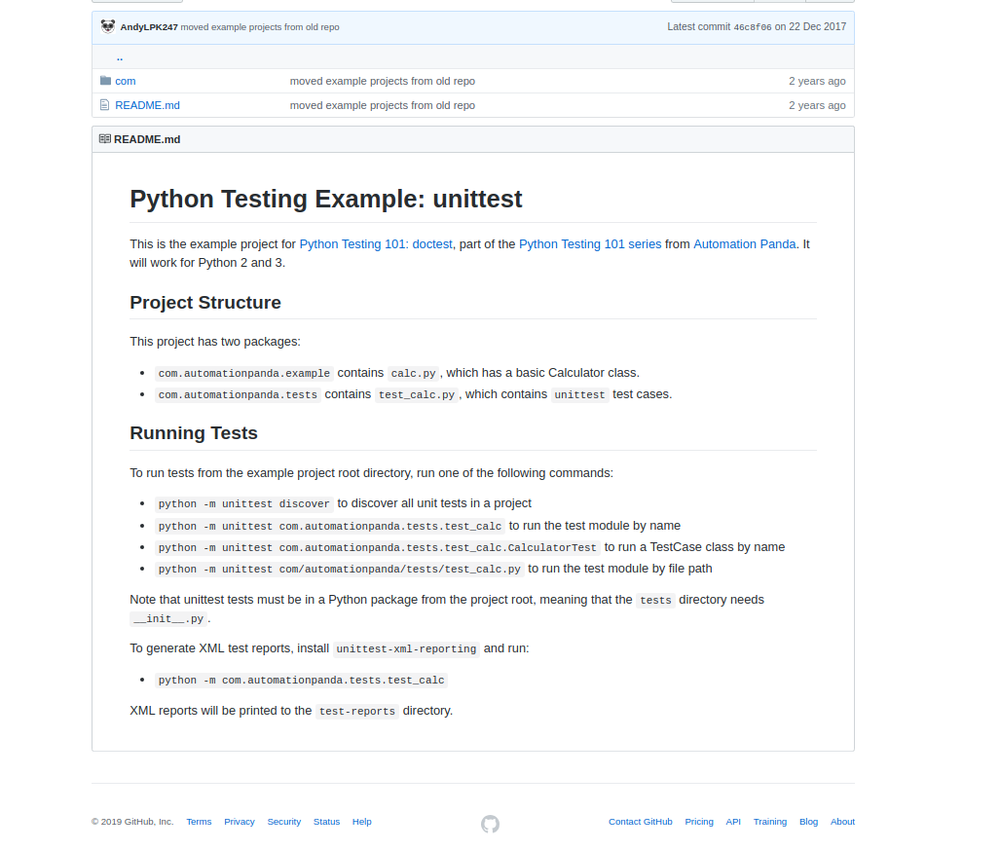 AndyLPK247 moved example projects from old repo Latest commit 46c8f06 on 22 Dec 2017
..
com moved example projects from old repo 2 years ago
README.md moved example projects from old repo 2 years ago
README.md
Python Testing Example: unittest
This is the example project for Python Testing 101: doctest, part of the Python Testing 101 series from Automation Panda. It
will work for Python 2 and 3.
Project Structure
This project has two packages:
• com.automationpanda.example contains calc.py, which has a basic Calculator class.
• com.automationpanda.tests contains test_calc.py, which contains unittest test cases.
Running Tests
To run tests from the example project root directory, run one of the following commands:
• python -m unittest discover to discover all unit tests in a project
• python -m unittest com.automationpanda.tests.test_calc to run the test module by name
• python -m unittest com.automationpanda.tests.test_calc.CalculatorTest to run a TestCase class by name
• python -m unittest com/automationpanda/tests/test_calc.py to run the test module by file path
Note that unittest tests must be in a Python package from the project root, meaning that the tests directory needs
__init__.py.
To generate XML test reports, install unittest-xml-reporting and run:
• python -m com.automationpanda.tests.test_calc
XML reports will be printed to the test-reports directory.
© 2019 GitHub, Inc. Terms Privacy Security Status Help Contact GitHub Pricing API Training Blog About